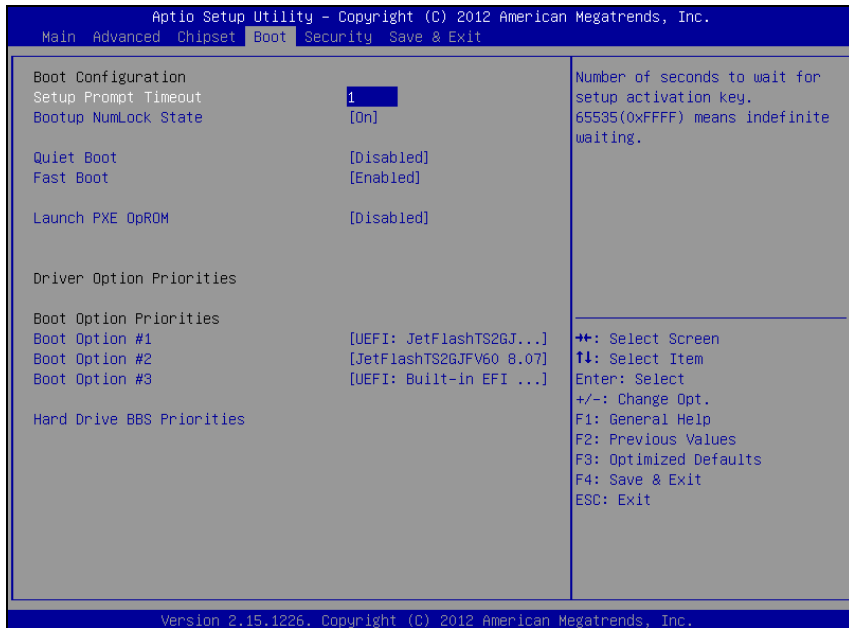 Aptio Setup Utility – Copyright (C) 2012 American Megatrends, Inc.
Main Advanced Chipset Boot Security Save & Exit
Boot Configuration
Setup Prompt Timeout 1
Bootup NumLock State [On]
Quiet Boot [Disabled]
Fast Boot [Enabled]
Launch PXE OpROM [Disabled]
Driver Option Priorities
Boot Option Priorities
Boot Option #1 [UEFI: JetFlashTS2GJ...]
Boot Option #2 [JetFlashTS2GJFV60 8.07]
Boot Option #3 [UEFI: Built-in EFI ...]
Hard Drive BBS Priorities
Number of seconds to wait for
setup activation key.
65535(0xFFFF) means indefinite
waiting.
→←: Select Screen
↑↓: Select Item
Enter: Select
+/-: Change Opt.
F1: General Help
F2: Previous Values
F3: Optimized Defaults
F4: Save & Exit
ESC: Exit
Version 2.15.1226. Copyright (C) 2012 American Megatrends, Inc.